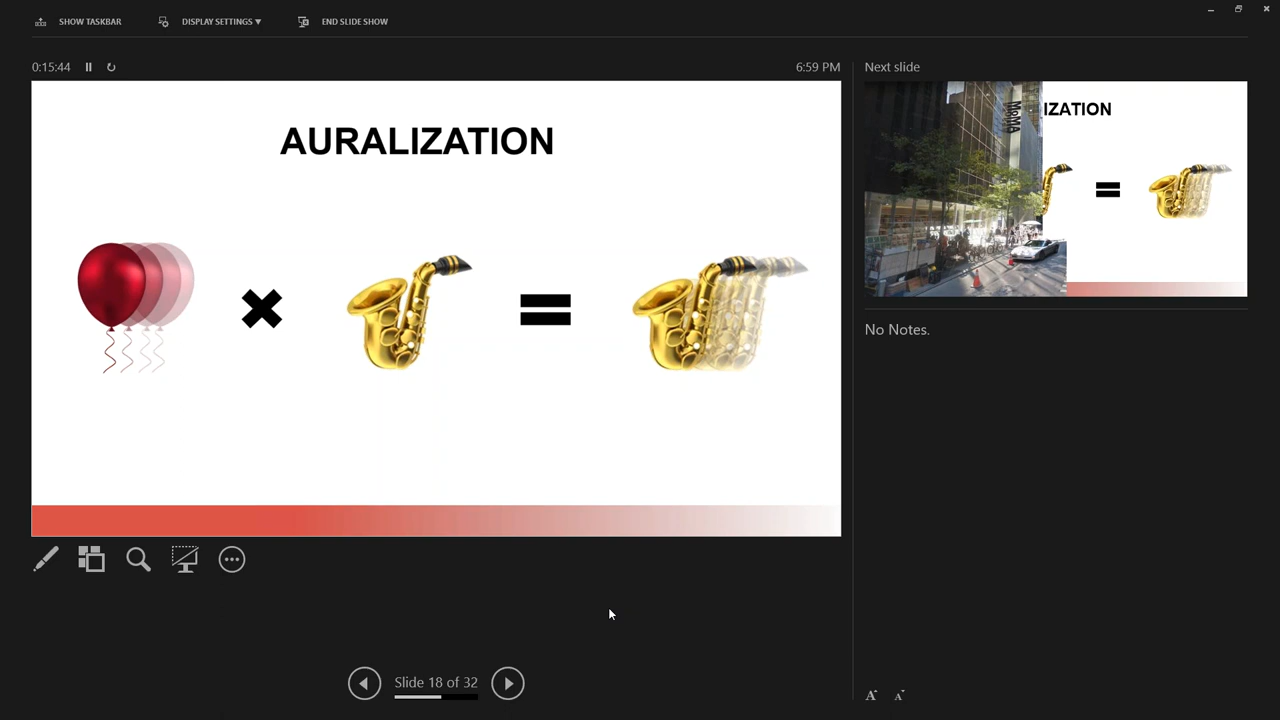 SHOW TASKBAR
DISPLAY SETTINGS ▼
END SLIDE SHOW
0:15:44
6:59 PM
Next slide
AURALIZATION
MoMA
IZATION
No Notes.
Slide 18 of 32
A A